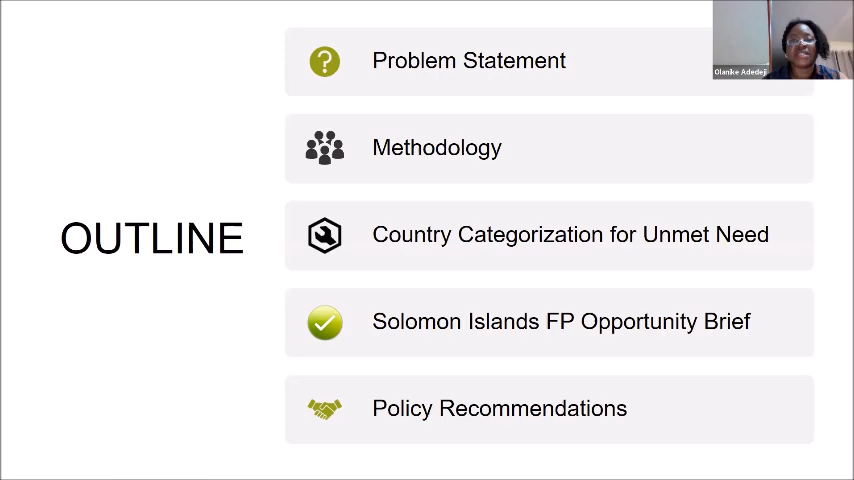 OUTLINE
Problem Statement
Methodology
Country Categorization for Unmet Need
Solomon Islands FP Opportunity Brief
Policy Recommendations
Olanike Adedeji